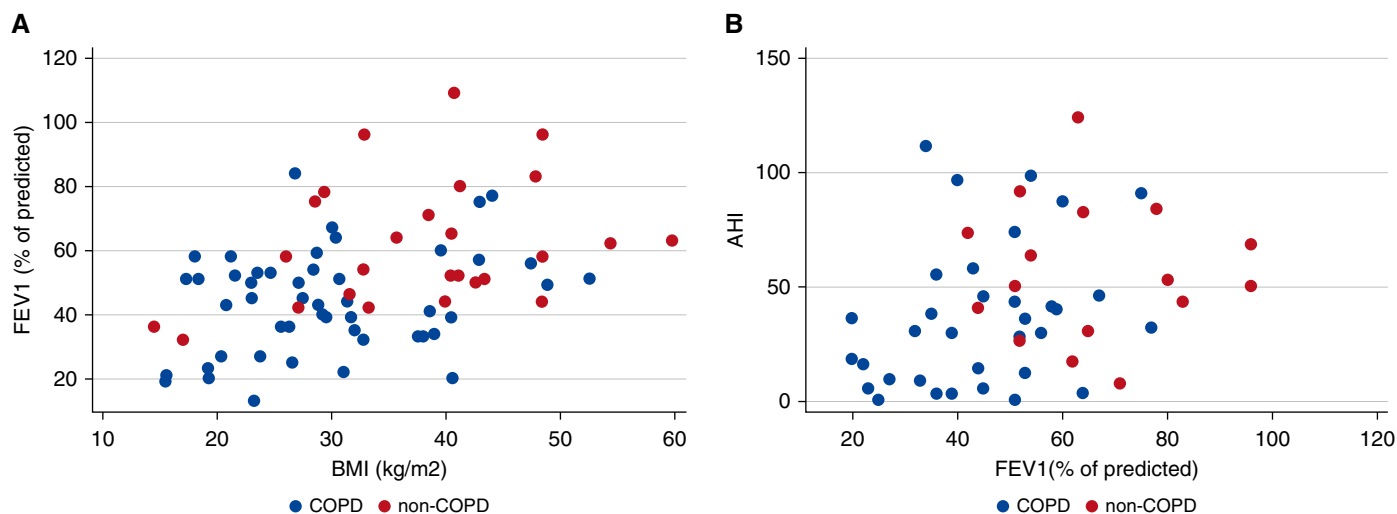 A
FEV1 (% of predicted)
120
100
80
60
40
20
10 20 30 40 50 60
BMI (kg/m2)
COPD non-COPD
B
AHI
150
100
50
0
20 40 60 80 100 120
FEV1(% of predicted)
COPD non-COPD